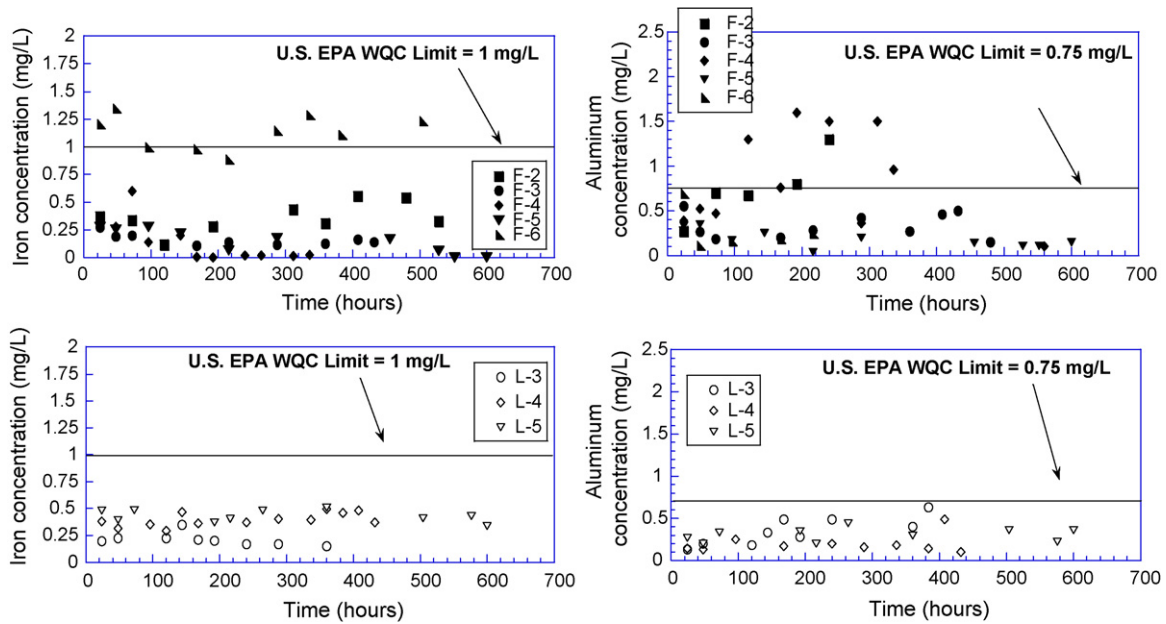 Iron concentration (mg/L)
2
1.75
1.5
1.25
1
0.75
0.5
0.25
0
U.S. EPA WQC Limit = 1 mg/L
F-2
F-3
F-4
F-5
F-6
0 100 200 300 400 500 600 700
Time (hours)
Aluminum
concentration (mg/L)
2.5
2
1.5
1
0.5
0
F-2
F-3
F-4
F-5
F-6
U.S. EPA WQC Limit = 0.75 mg/L
0 100 200 300 400 500 600 700
Time (hours)
Iron concentration (mg/L)
2
1.75
1.5
1.25
1
0.75
0.5
0.25
0
U.S. EPA WQC Limit = 1 mg/L
L-3
L-4
L-5
0 100 200 300 400 500 600 700
Time (hours)
Aluminum
concentration (mg/L)
2.5
2
1.5
1
0.5
0
U.S. EPA WQC Limit = 0.75 mg/L
L-3
L-4
L-5
0 100 200 300 400 500 600 700
Time (hours)